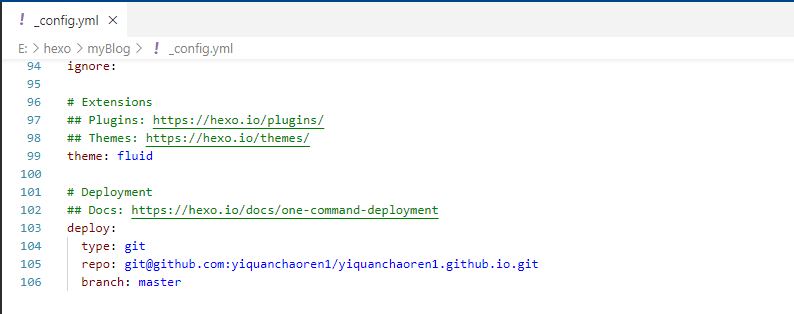 ! _config.yml ×
E: > hexo > myBlog > ! _config.yml
94 ignore:
95
96 # Extensions
97 ## Plugins: https://hexo.io/plugins/
98 ## Themes: https://hexo.io/themes/
99 theme: fluid
100
101 # Deployment
102 ## Docs: https://hexo.io/docs/one-command-deployment
103 deploy:
104   type: git
105   repo: git@github.com:yiquanchaoren1/yiquanchaoren1.github.io.git
106   branch: master